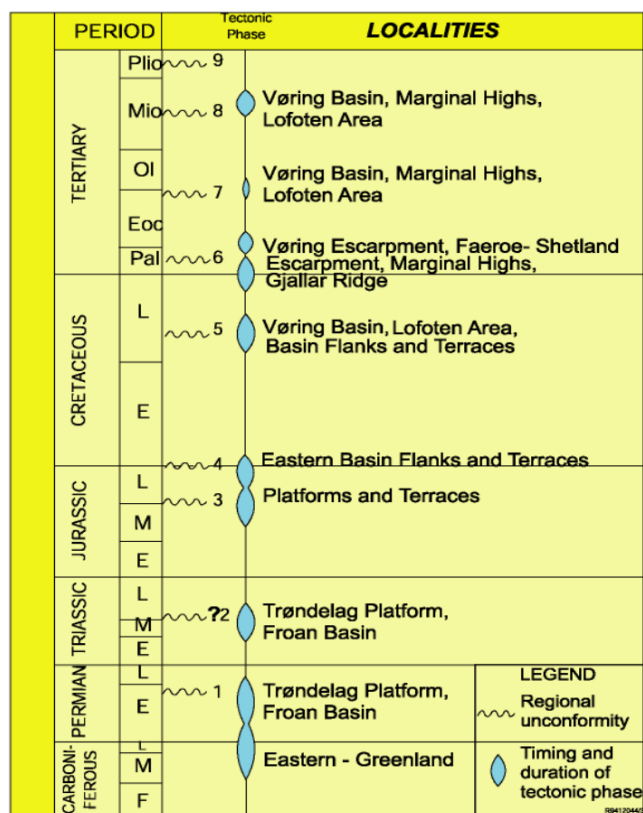 PERIOD
Tectonic
Phase
LOCALITIES
TERTIARY
Plio
9
Mio
8
Vøring Basin, Marginal Highs,
Lofoten Area
Ol
7
Vøring Basin, Marginal Highs,
Lofoten Area
Eoc
Pal
6
Vøring Escarpment, Faeroe- Shetland
Escarpment, Marginal Highs,
Gjallar Ridge
CRETACEOUS
L
5
Vøring Basin, Lofoten Area,
Basin Flanks and Terraces
E
4
Eastern Basin Flanks and Terraces
JURASSIC
L
3
Platforms and Terraces
M
E
TRIASSIC
L
?2
Trøndelag Platform,
Froan Basin
M
E
PERMIAN
L
E
1
Trøndelag Platform,
Froan Basin
CARBONI-
FEROUS
L
M
Eastern - Greenland
F
LEGEND
Regional
unconformity
Timing and
duration of
tectonic phase